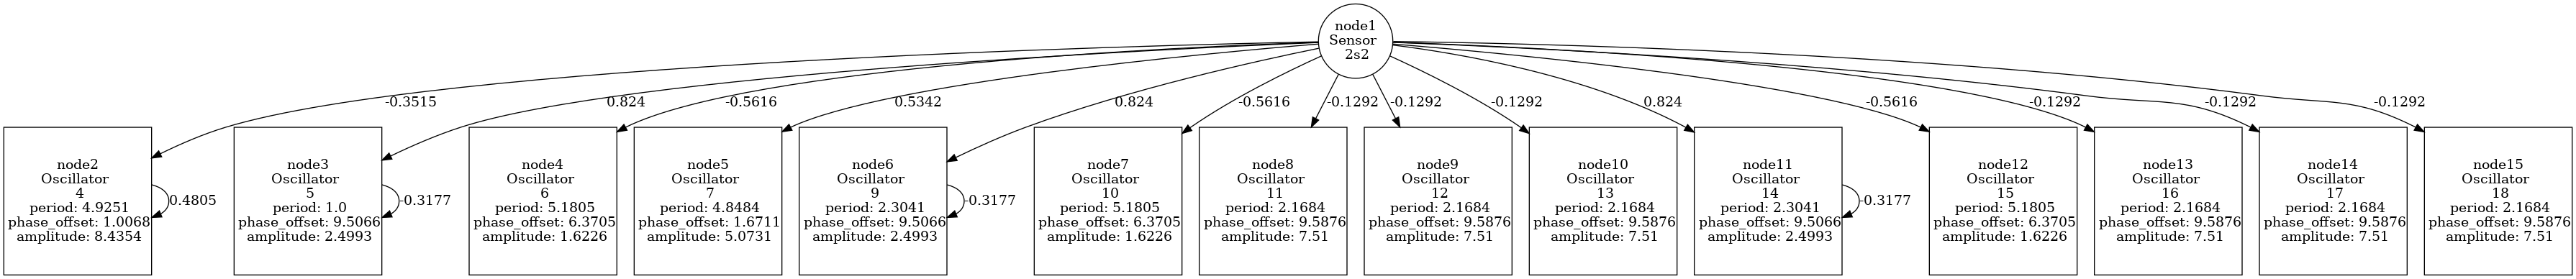 node1
Sensor
2s2
-0.3515
0.824
-0.5616
0.5342
0.824
-0.5616
-0.1292
-0.1292
-0.1292
0.824
-0.5616
-0.1292
-0.1292
-0.1292
node2
Oscillator
4
period: 4.9251
phase_offset: 1.0068
amplitude: 8.4354
0.4805
node3
Oscillator
5
period: 1.0
phase_offset: 9.5066
amplitude: 2.4993
-0.3177
node4
Oscillator
6
period: 5.1805
phase_offset: 6.3705
amplitude: 1.6226
node5
Oscillator
7
period: 4.8484
phase_offset: 1.6711
amplitude: 5.0731
node6
Oscillator
9
period: 2.3041
phase_offset: 9.5066
amplitude: 2.4993
-0.3177
node7
Oscillator
10
period: 5.1805
phase_offset: 6.3705
amplitude: 1.6226
node8
Oscillator
11
period: 2.1684
phase_offset: 9.5876
amplitude: 7.51
node9
Oscillator
12
period: 2.1684
phase_offset: 9.5876
amplitude: 7.51
node10
Oscillator
13
period: 2.1684
phase_offset: 9.5876
amplitude: 7.51
node11
Oscillator
14
period: 2.3041
phase_offset: 9.5066
amplitude: 2.4993
-0.3177
node12
Oscillator
15
period: 5.1805
phase_offset: 6.3705
amplitude: 1.6226
node13
Oscillator
16
period: 2.1684
phase_offset: 9.5876
amplitude: 7.51
node14
Oscillator
17
period: 2.1684
phase_offset: 9.5876
amplitude: 7.51
node15
Oscillator
18
period: 2.1684
phase_offset: 9.5876
amplitude: 7.51